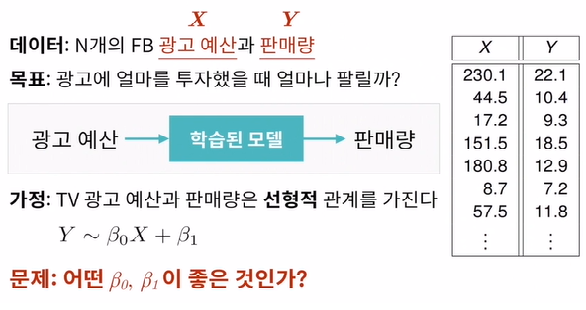 X Y
데이터: N개의 FB 광고 예산과 판매량
목표: 광고에 얼마를 투자했을 때 얼마나 팔릴까?
광고 예산 학습된 모델 판매량
가정: TV 광고 예산과 판매량은 선형적 관계를 가진다
Y ∼ β₀X + β₁
문제: 어떤 β₀, β₁이 좋은 것인가?
X Y
230.1 22.1
44.5 10.4
17.2 9.3
151.5 18.5
180.8 12.9
8.7 7.2
57.5 11.8
⋮ ⋮